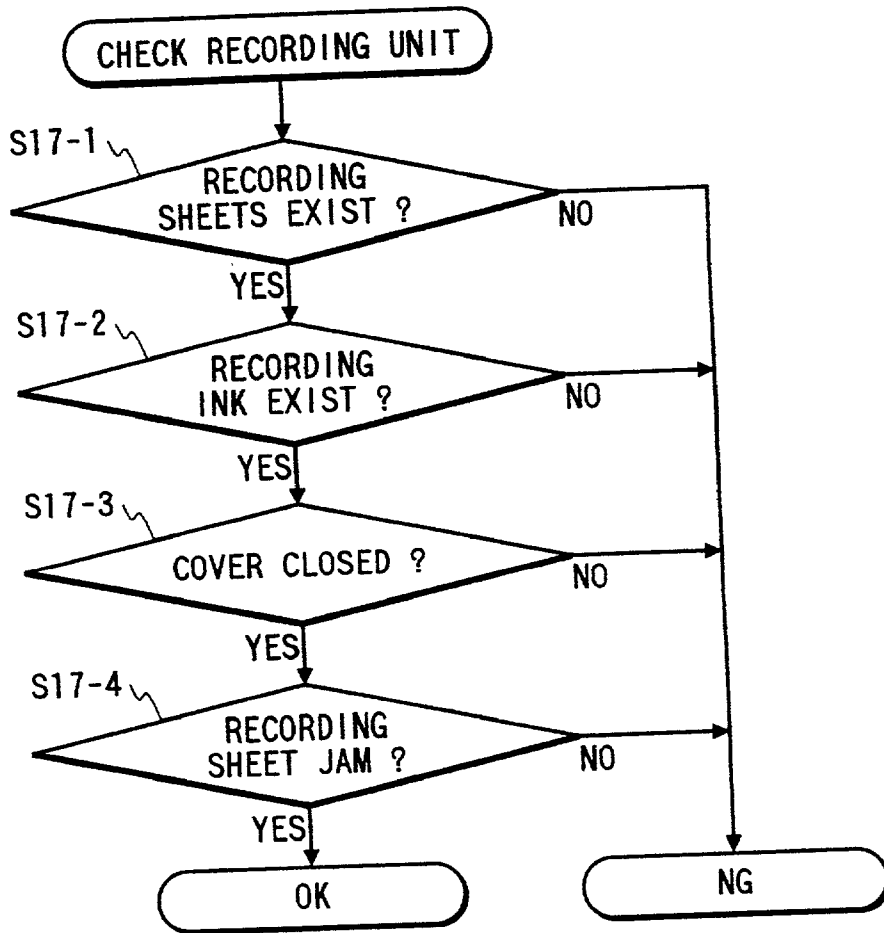 CHECK RECORDING UNIT
S17-1
RECORDING
SHEETS EXIST ?
NO
YES
S17-2
RECORDING
INK EXIST ?
NO
YES
S17-3
COVER CLOSED ?
NO
YES
S17-4
RECORDING
SHEET JAM ?
NO
YES
OK
NG